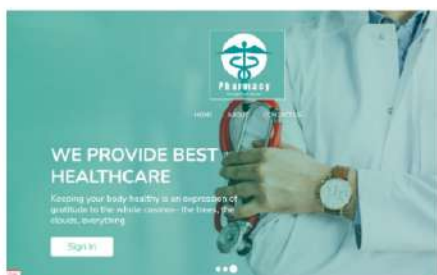 Pharmacy
HOME ABOUT CONTACT US
WE PROVIDE BEST
HEALTHCARE
Keeping your body healthy is an expression of
gratitude to the whole cosmos- the trees, the
clouds, everything
Sign In